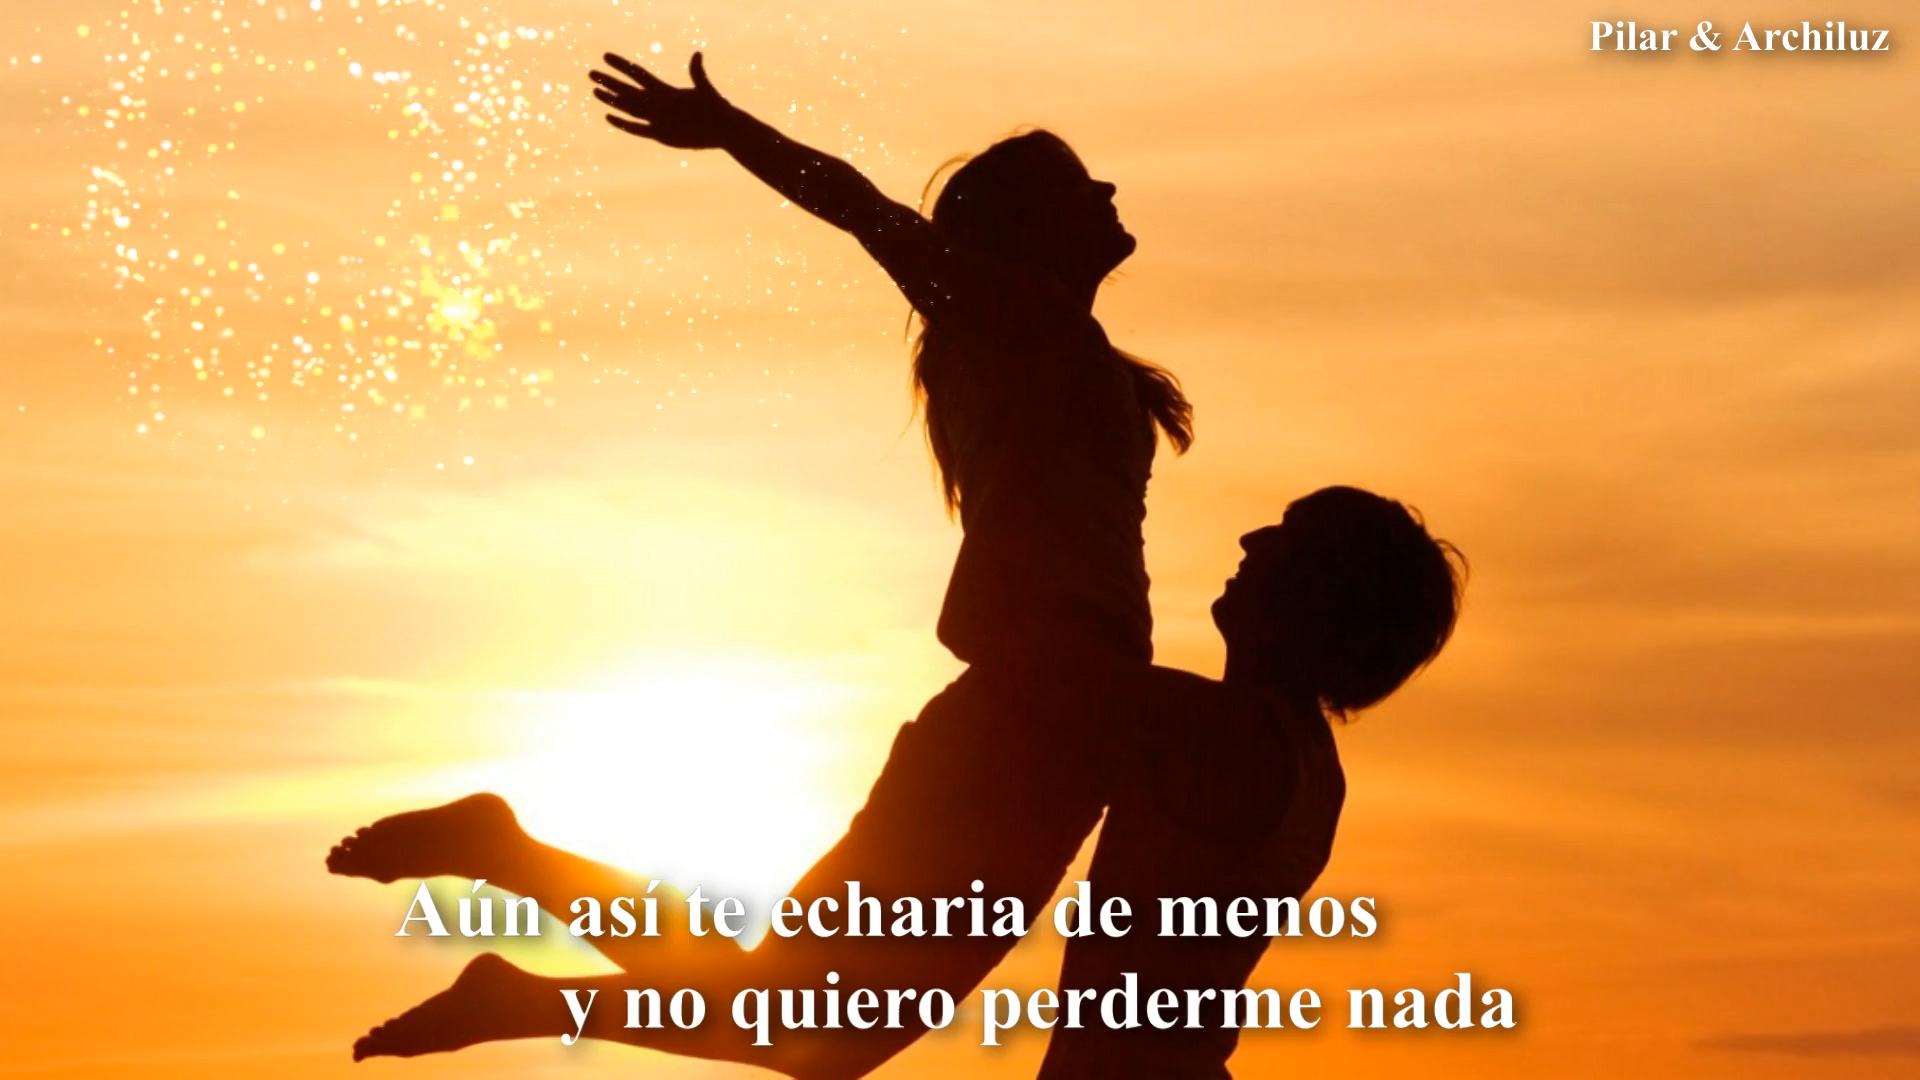 Pilar & Archiluz
Aún así te echaria de menos
y no quiero perderme nada